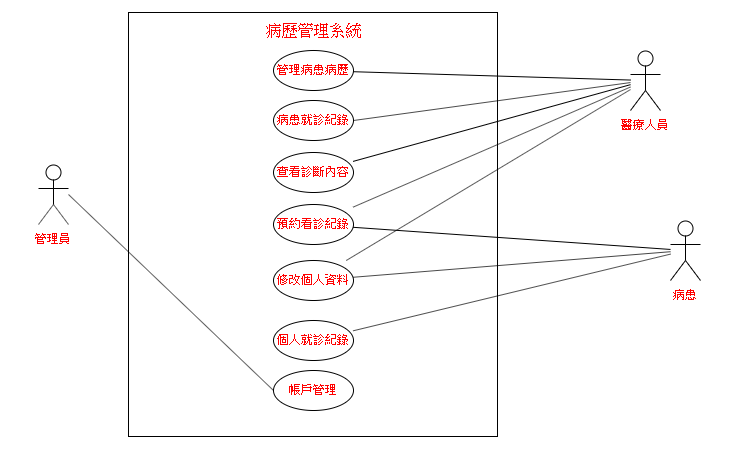 病歷管理系統
管理病患病歷
病患就診紀錄
查看診斷內容
預約看診紀錄
修改個人資料
個人就診紀錄
帳戶管理
管理員
醫療人員
病患